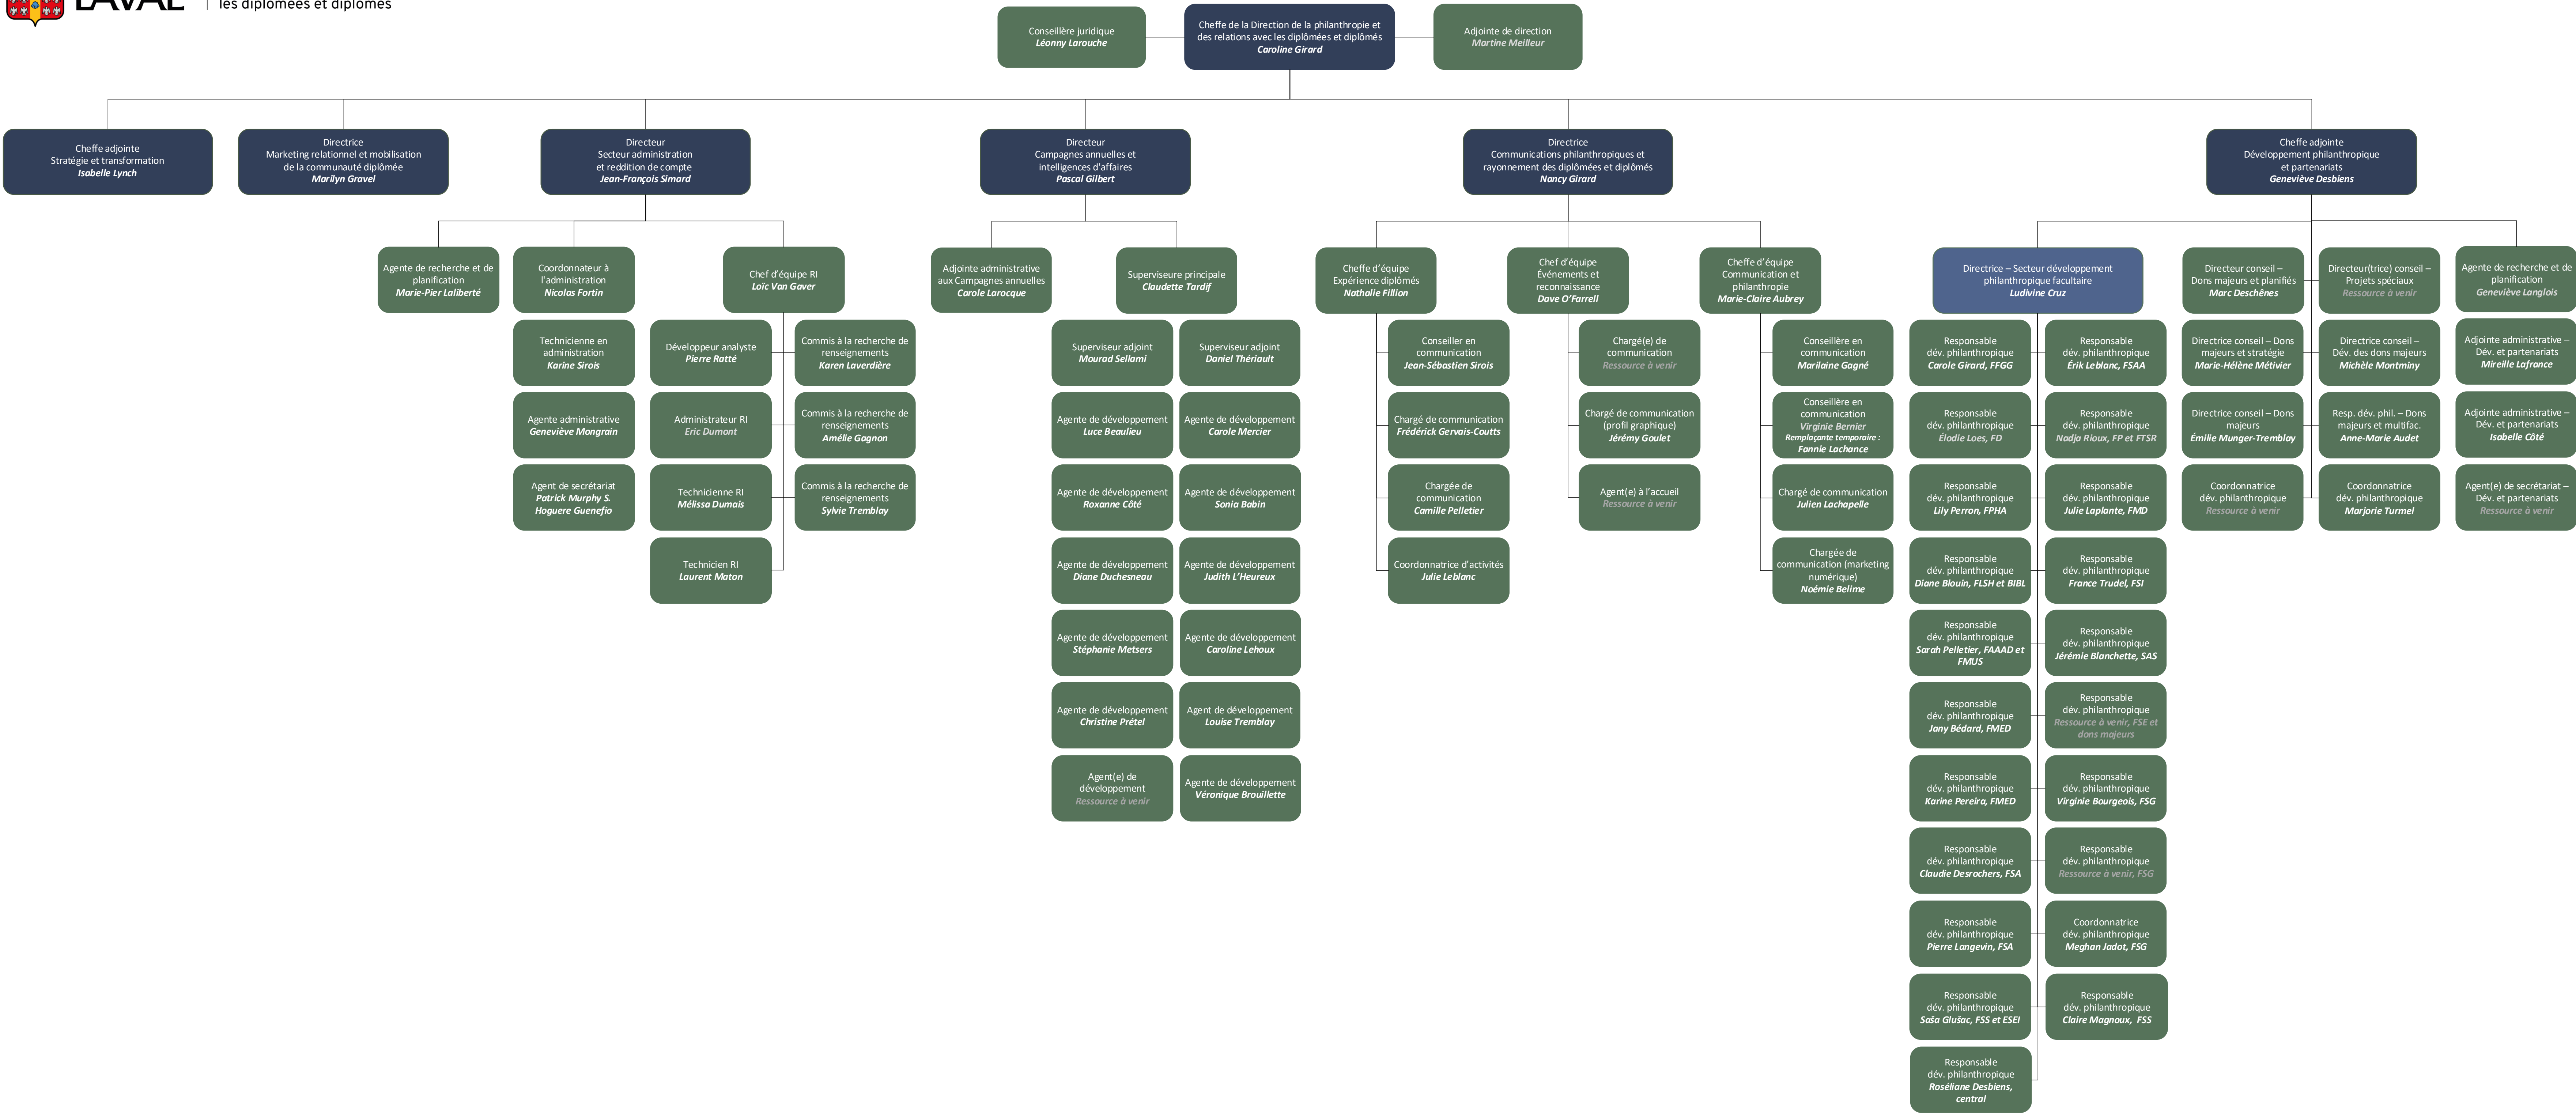 LAVAL
les diplômées et diplômés
Conseillère juridique
Léonny Larouche
Cheffe de la Direction de la philanthropie et
des relations avec les diplômées et diplômés
Caroline Girard
Adjointe de direction
Martine Meilleur
Cheffe adjointe
Stratégie et transformation
Isabelle Lynch
Directrice
Marketing relationnel et mobilisation
de la communauté diplômée
Marilyn Gravel
Directeur
Secteur administration
et reddition de compte
Jean-François Simard
Directeur
Campagnes annuelles et
intelligences d'affaires
Pascal Gilbert
Directrice
Communications philanthropiques et
rayonnement des diplômées et diplômés
Nancy Girard
Cheffe adjointe
Développement philanthropique
et partenariats
Geneviève Desbiens
Agente de recherche et de
planification
Marie-Pier Laliberté
Coordonnateur à
l'administration
Nicolas Fortin
Technicienne en
administration
Karine Sirois
Agente administrative
Geneviève Mongrain
Agent de secrétariat
Patrick Murphy S.
Hoguere Guenefio
Chef d'équipe RI
Loïc Van Gaver
Développeur analyste
Pierre Ratté
Commis à la recherche de
renseignements
Karen Laverdière
Administrateur RI
Eric Dumont
Commis à la recherche de
renseignements
Amélie Gagnon
Technicienne RI
Mélissa Dumais
Commis à la recherche de
renseignements
Sylvie Tremblay
Technicien RI
Laurent Maton
Adjointe administrative
aux Campagnes annuelles
Carole Larocque
Superviseure principale
Claudette Tardif
Superviseur adjoint
Mourad Sellami
Superviseur adjoint
Daniel Thériault
Agente de développement
Luce Beaulieu
Agente de développement
Carole Mercier
Agente de développement
Roxanne Côté
Agente de développement
Sonia Babin
Agente de développement
Diane Duchesneau
Agente de développement
Judith L'Heureux
Agente de développement
Stéphanie Metsers
Agente de développement
Caroline Lehoux
Agente de développement
Christine Prétel
Agent de développement
Louise Tremblay
Agent(e) de
développement
Ressource à venir
Agente de développement
Véronique Brouillette
Cheffe d'équipe
Expérience diplômés
Nathalie Fillion
Conseiller en
communication
Jean-Sébastien Sirois
Chargé de communication
Frédérick Gervais-Coutts
Chargée de
communication
Camille Pelletier
Coordonnatrice d'activités
Julie Leblanc
Chef d'équipe
Événements et
reconnaissance
Dave O'Farrell
Chargé(e) de
communication
Ressource à venir
Chargé de communication
(profil graphique)
Jérémy Goulet
Agent(e) à l'accueil
Ressource à venir
Cheffe d'équipe
Communication et
philanthropie
Marie-Claire Aubrey
Conseillère en
communication
Marilaine Gagné
Conseillère en
communication
Virginie Bernier
Remplaçante temporaire :
Fannie Lachance
Chargé de communication
Julien Lachapelle
Chargée de
communication (marketing
numérique)
Noémie Belime
Directrice – Secteur développement
philanthropique facultaire
Ludivine Cruz
Responsable
dév. philanthropique
Carole Girard, FFGG
Responsable
dév. philanthropique
Érik Leblanc, FSAA
Responsable
dév. philanthropique
Élodie Loes, FD
Responsable
dév. philanthropique
Nadja Rioux, FP et FTSR
Responsable
dév. philanthropique
Lily Perron, FPHA
Responsable
dév. philanthropique
Julie Laplante, FMD
Responsable
dév. philanthropique
Diane Blouin, FLSH et BIBL
Responsable
dév. philanthropique
France Trudel, FSI
Responsable
dév. philanthropique
Sarah Pelletier, FAAAD et
FMUS
Responsable
dév. philanthropique
Jérémie Blanchette, SAS
Responsable
dév. philanthropique
Jany Bédard, FMED
Responsable
dév. philanthropique
Ressource à venir, FSE et
dons majeurs
Responsable
dév. philanthropique
Karine Pereira, FMED
Responsable
dév. philanthropique
Virginie Bourgeois, FSG
Responsable
dév. philanthropique
Claudie Desrochers, FSA
Responsable
dév. philanthropique
Ressource à venir, FSG
Responsable
dév. philanthropique
Pierre Langevin, FSA
Coordonnatrice
dév. philanthropique
Meghan Jadot, FSG
Responsable
dév. philanthropique
Saša Glušac, FSS et ESEI
Responsable
dév. philanthropique
Claire Magnoux, FSS
Responsable
dév. philanthropique
Roséliane Desbiens,
central
Directeur conseil –
Dons majeurs et planifiés
Marc Deschênes
Directeur(trice) conseil –
Projets spéciaux
Ressource à venir
Directrice conseil – Dons
majeurs et stratégie
Marie-Hélène Métivier
Directrice conseil –
Dév. des dons majeurs
Michèle Montminy
Directrice conseil – Dons
majeurs
Émilie Munger-Tremblay
Resp. dév. phil. – Dons
majeurs et multifac.
Anne-Marie Audet
Coordonnatrice
dév. philanthropique
Ressource à venir
Coordonnatrice
dév. philanthropique
Marjorie Turmel
Agente de recherche et de
planification
Geneviève Langlois
Adjointe administrative –
Dév. et partenariats
Mireille Lafrance
Adjointe administrative –
Dév. et partenariats
Isabelle Côté
Agent(e) de secrétariat –
Dév. et partenariats
Ressource à venir